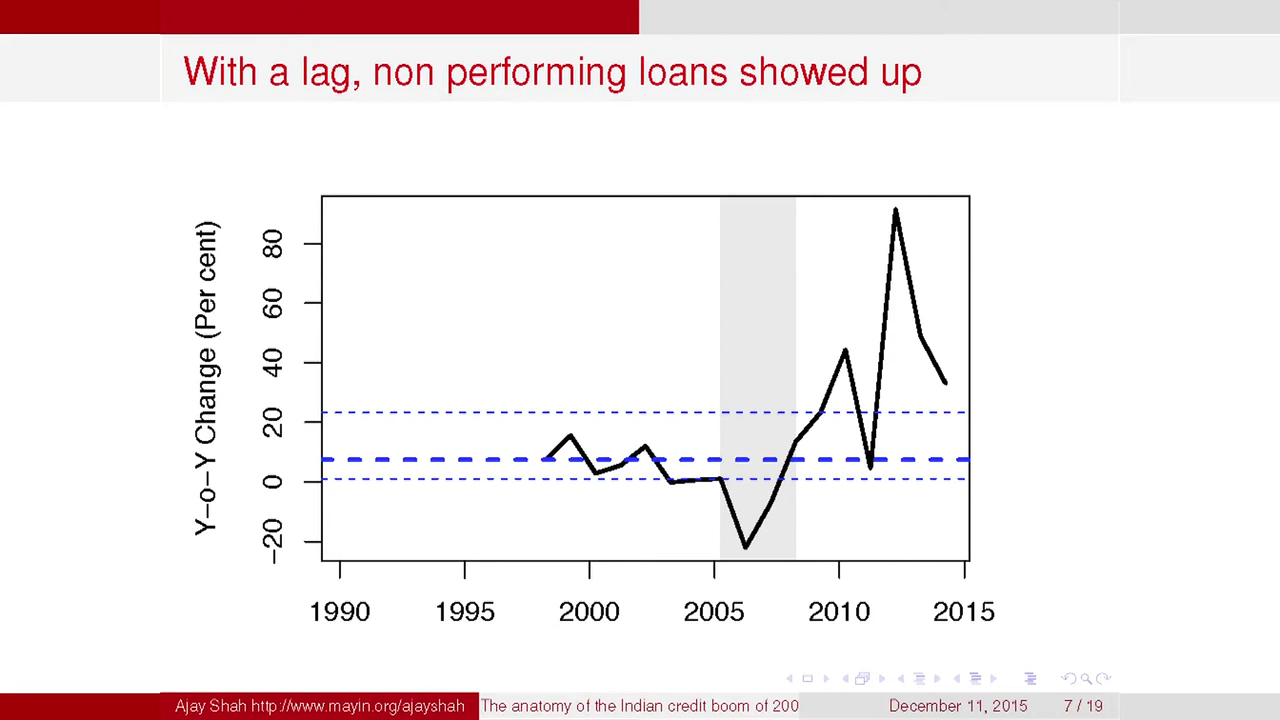 With a lag, non performing loans showed up
Y-o-Y Change (Per cent)
80
60
40
20
0
-20
1990 1995 2000 2005 2010 2015
Ajay Shah http://www.mayin.org/ajayshah The anatomy of the Indian credit boom of 200 December 11, 2015 7 / 19